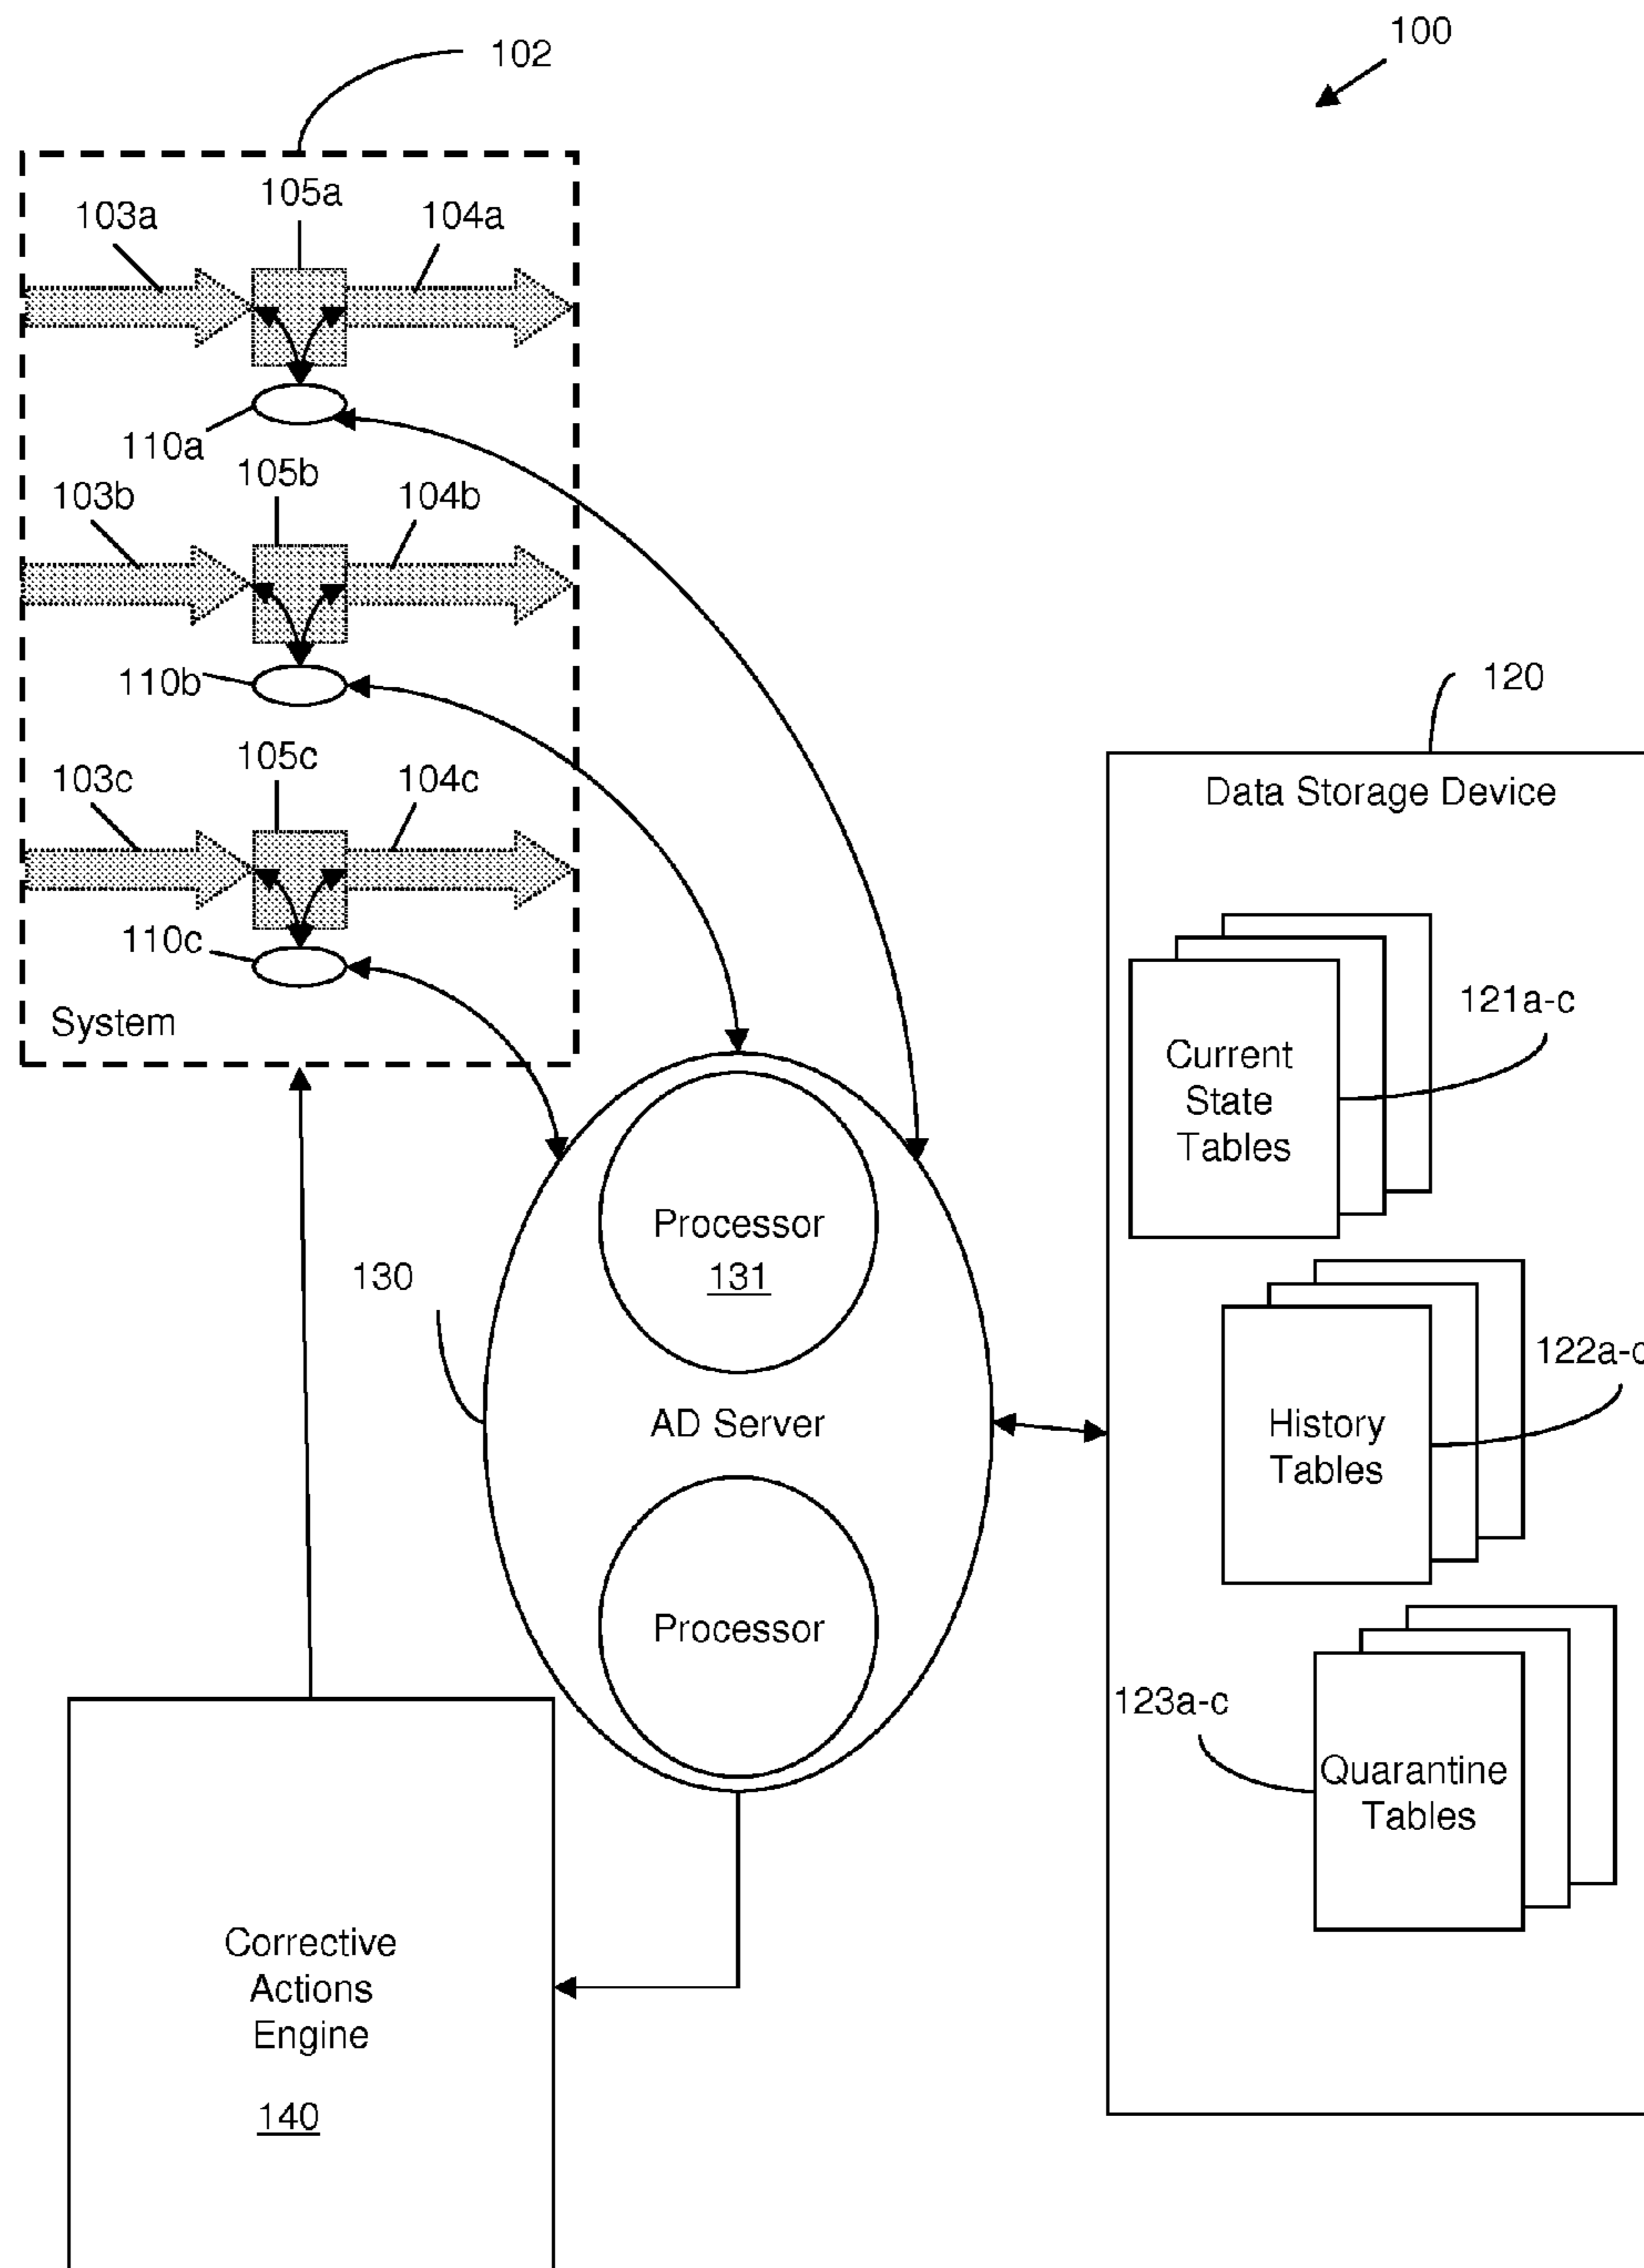 100
102
105a
103a
104a
110a
105b
103b
104b
110b
105c
103c
104c
110c
System
120
Data Storage Device
121a-c
Current
State
Tables
Processor
131
130
122a-c
AD Server
History
Tables
Processor
123a-c
Quarantine
Tables
Corrective
Actions
Engine
140